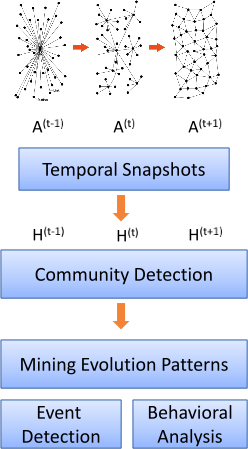 A(t-1) A(t) A(t+1)
Temporal Snapshots
H(t-1) H(t) H(t+1)
Community Detection
Mining Evolution Patterns
Event Detection
Behavioral Analysis